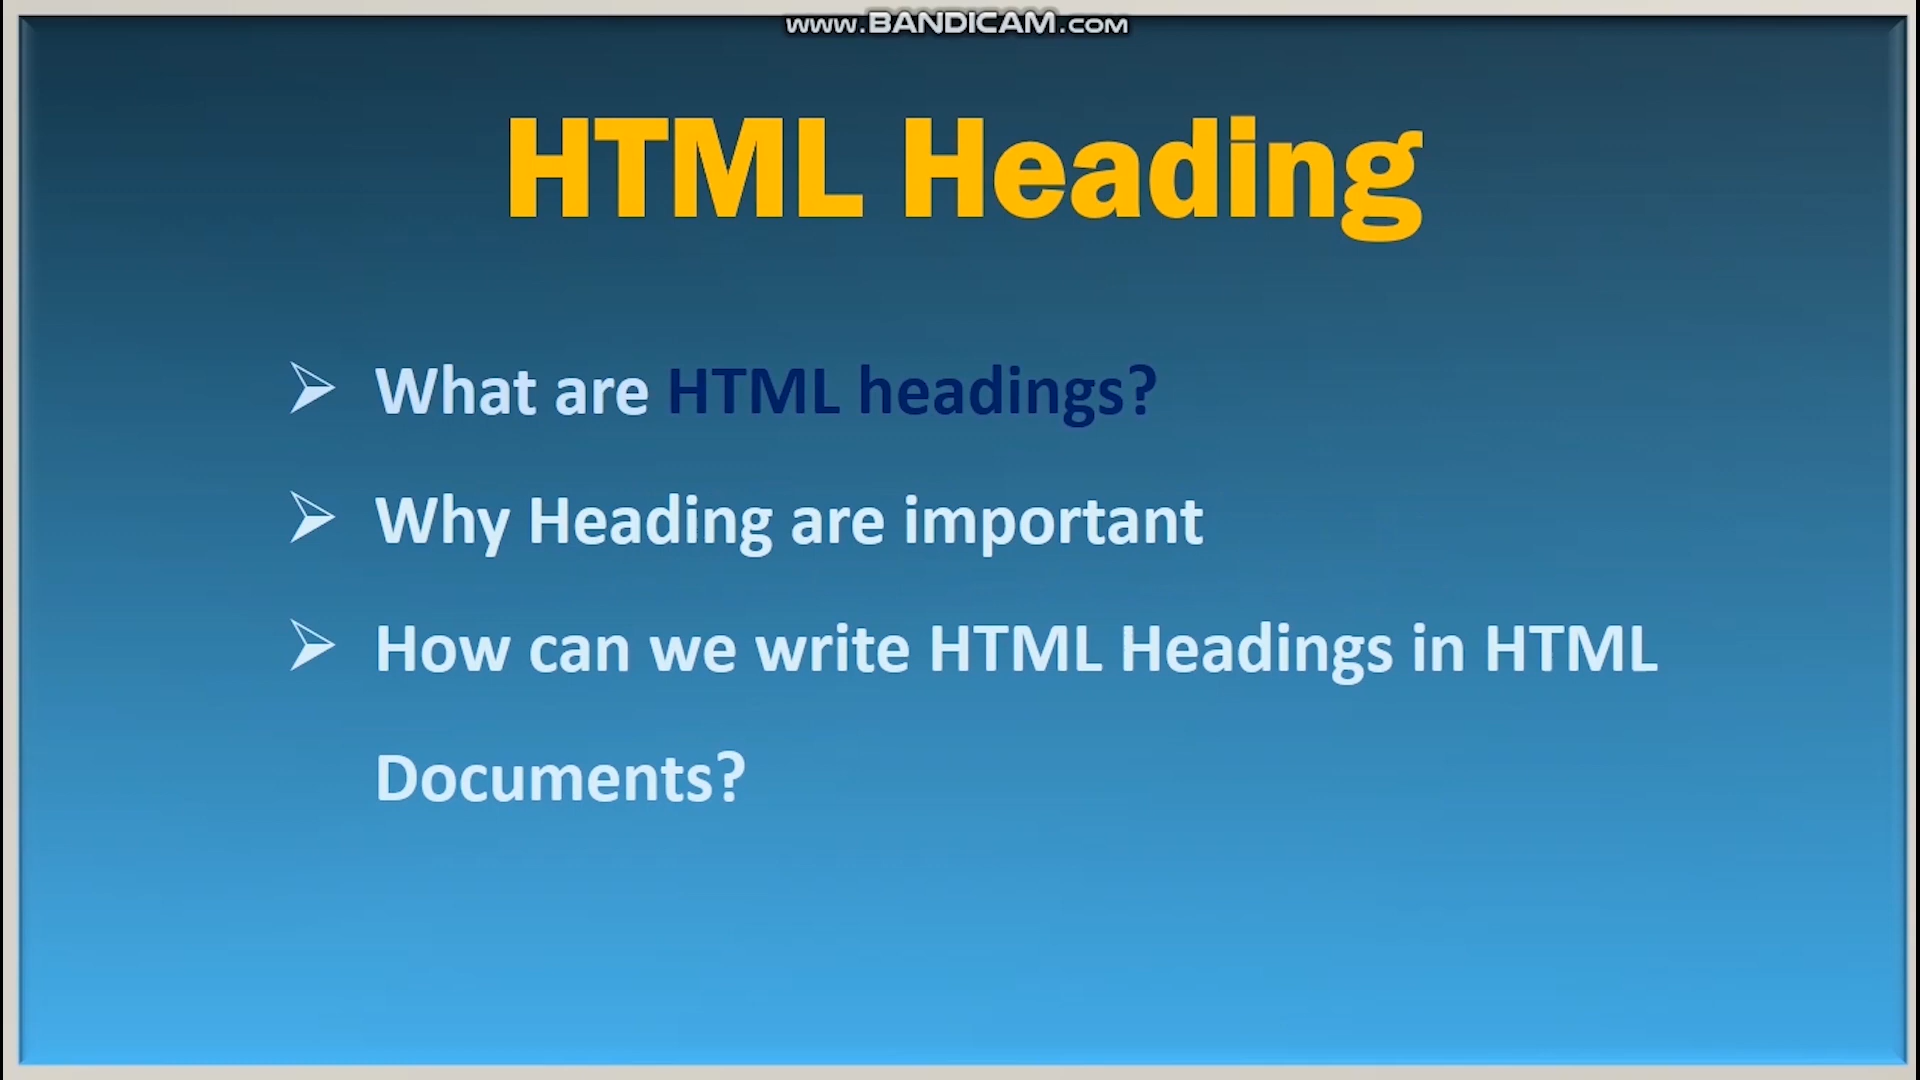 www.BANDICAM.com
HTML Heading
What are HTML headings?
Why Heading are important
How can we write HTML Headings in HTML
Documents?